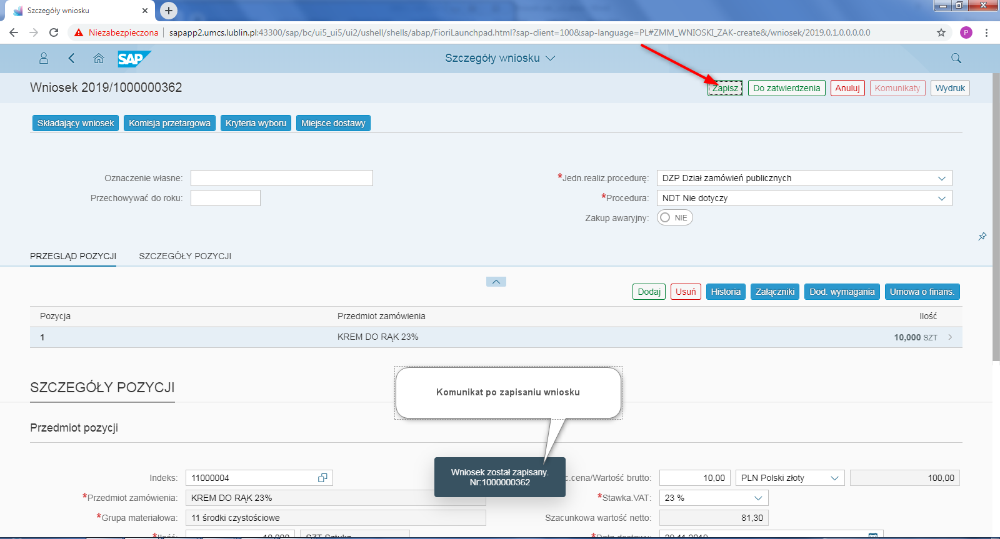 Szczegóły wniosku
Niezabezpieczona
sapapp2.umcs.lublin.pl:43300/sap/bc/ui5_ui5/ui2/ushell/shells/abap/FioriLaunchpad.html?sap-client=100&sap-language=PL#ZMM_WNIOSKI_ZAK-create&/wniosek/2019,0,1,0,0,0,0,0
P
SAP
Szczegóły wniosku
Wniosek 2019/1000000362
Zapisz
Do zatwierdzenia
Anuluj
Komunikaty
Wydruk
Składający wniosek
Komisja przetargowa
Kryteria wyboru
Miejsce dostawy
Oznaczenie własne:
*Jedn.realiz.procedurę:
DZP Dział zamówień publicznych
Przechowywać do roku:
*Procedura:
NDT Nie dotyczy
Zakup awaryjny:
NIE
PRZEGLĄD POZYCJI
SZCZEGÓŁY POZYCJI
Dodaj
Usuń
Historia
Załączniki
Dod. wymagania
Umowa o finans.
Pozycja
Przedmiot zamówienia
Ilość
1
KREM DO RĄK 23%
10,000 SZT
SZCZEGÓŁY POZYCJI
Komunikat po zapisaniu wniosku
Przedmiot pozycji
Wniosek został zapisany.
Nr:1000000362
Indeks:
11000004
c.cena/Wartość brutto:
10,00
PLN Polski złoty
100,00
*Przedmiot zamówienia:
KREM DO RĄK 23%
*Stawka.VAT:
23 %
*Grupa materiałowa:
11 środki czystościowe
Szacunkowa wartość netto:
81,30
*Ilość:
10,000
SZT Sztuka
*Data dostawy:
29.11.2019